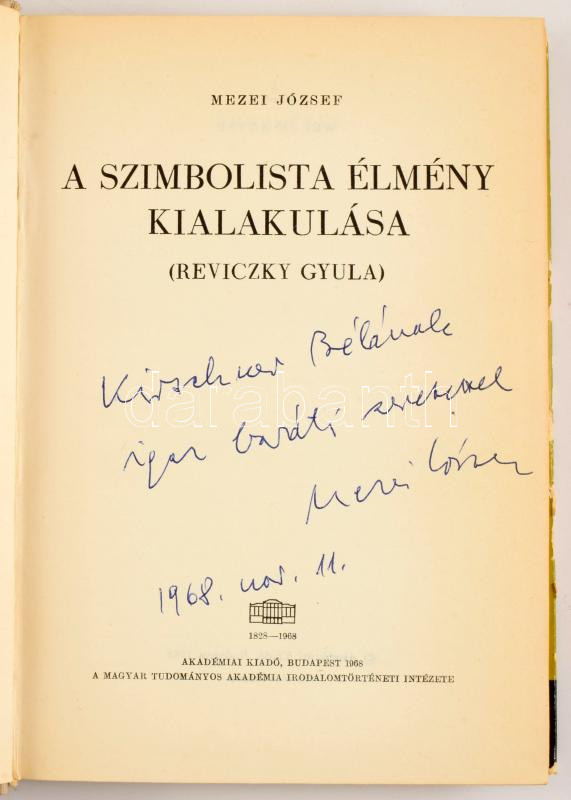 MEZEI JÓZSEF
A SZIMBOLISTA ÉLMÉNY
KIALAKULÁSA
(REVICZKY GYULA)
Kirschner Bélának
darabanth
igaz baráti szeretettel
Mezei József
1968. nov. 11.
1828—1968
AKADÉMIAI KIADÓ, BUDAPEST 1968
A MAGYAR TUDOMÁNYOS AKADÉMIA IRODALOMTÖRTÉNETI INTÉZETE